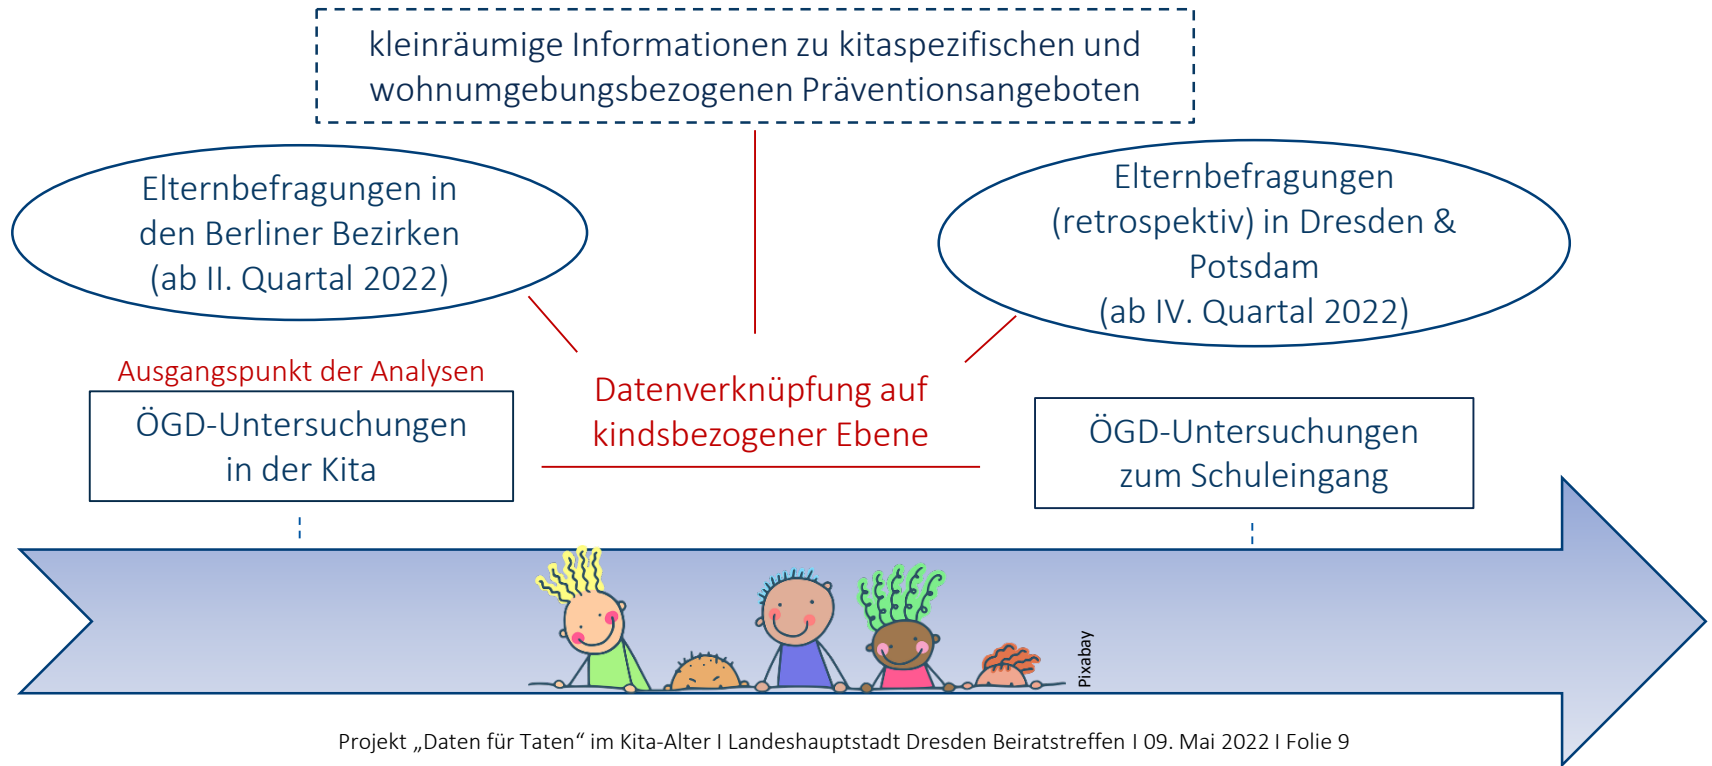 kleinräumige Informationen zu kitaspezifischen und
wohnumgebungsbezogenen Präventionsangeboten
Elternbefragungen in
den Berliner Bezirken
(ab II. Quartal 2022)
Elternbefragungen
(retrospektiv) in Dresden &
Potsdam
(ab IV. Quartal 2022)
Ausgangspunkt der Analysen
ÖGD-Untersuchungen
in der Kita
Datenverknüpfung auf
kindsbezogener Ebene
ÖGD-Untersuchungen
zum Schuleingang
Pixabay
Projekt „Daten für Taten“ im Kita-Alter I Landeshauptstadt Dresden Beiratstreffen I 09. Mai 2022 I Folie 9